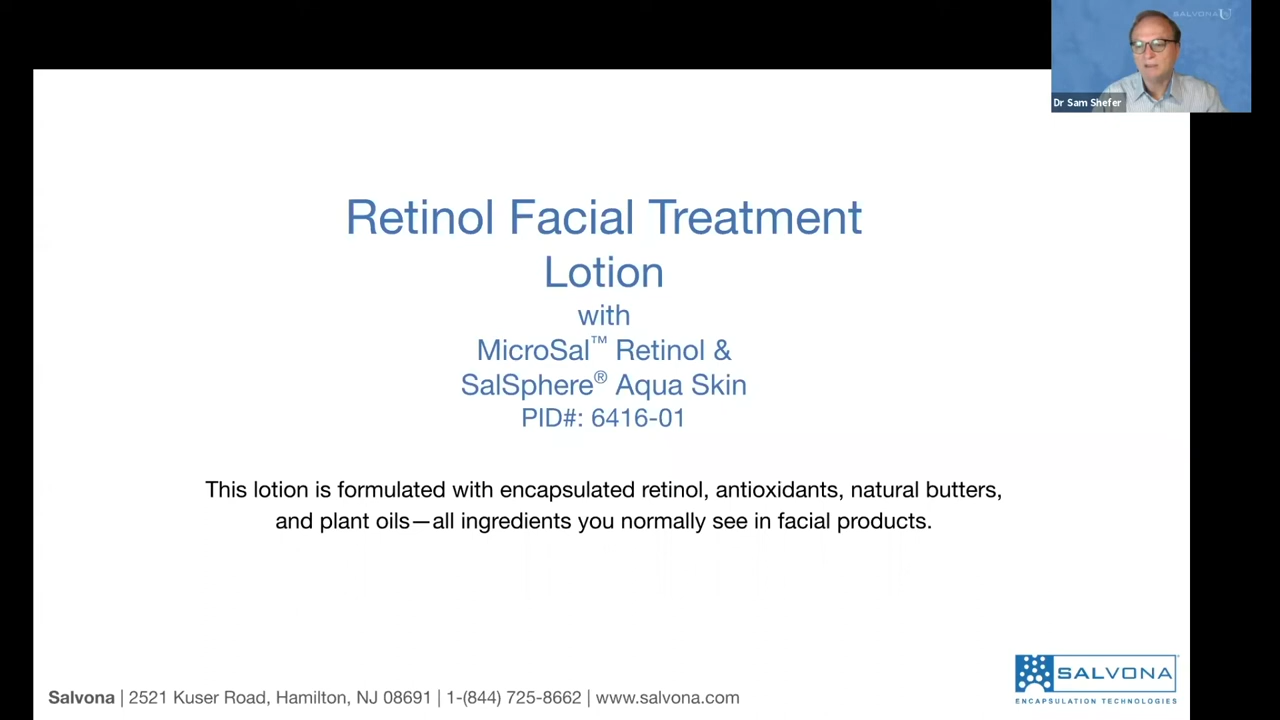 SALVONA U
Dr Sam Shefer
Retinol Facial Treatment
Lotion
with
MicroSal™ Retinol &
SalSphere® Aqua Skin
PID#: 6416-01
This lotion is formulated with encapsulated retinol, antioxidants, natural butters,
and plant oils—all ingredients you normally see in facial products.
SALVONA®
ENCAPSULATION TECHNOLOGIES
Salvona | 2521 Kuser Road, Hamilton, NJ 08691 | 1-(844) 725-8662 | www.salvona.com